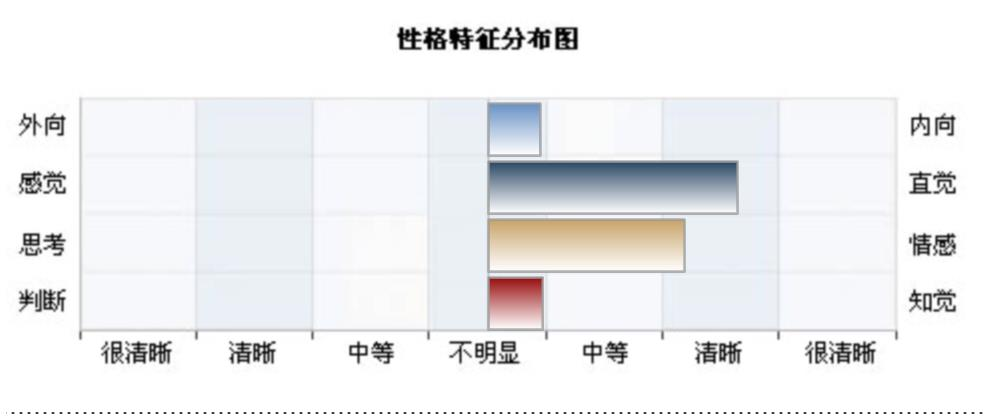 性格特征分布图
外向 内向
感觉 直觉
思考 情感
判断 知觉
很清晰 清晰 中等 不明显 中等 清晰 很清晰